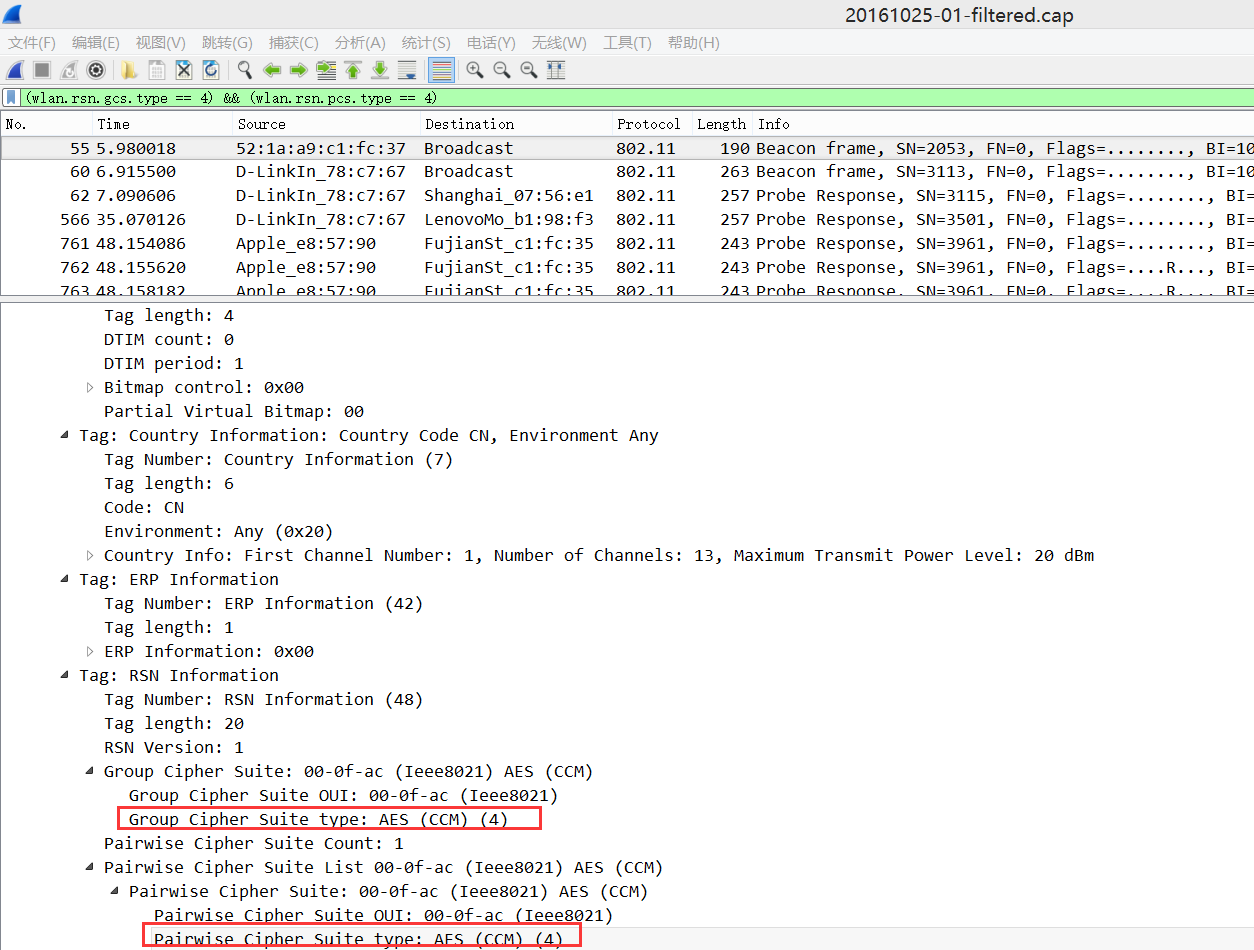 20161025-01-filtered.cap
文件(F) 编辑(E) 视图(V) 跳转(G) 捕获(C) 分析(A) 统计(S) 电话(Y) 无线(W) 工具(T) 帮助(H)
(wlan.rsn.gcs.type == 4) && (wlan.rsn.pcs.type == 4)
No. Time Source Destination Protocol Length Info
55 5.980018 52:1a:a9:c1:fc:37 Broadcast 802.11 190 Beacon frame, SN=2053, FN=0, Flags=........, BI=10
60 6.915500 D-LinkIn_78:c7:67 Broadcast 802.11 263 Beacon frame, SN=3113, FN=0, Flags=........, BI=10
62 7.090606 D-LinkIn_78:c7:67 Shanghai_07:56:e1 802.11 257 Probe Response, SN=3115, FN=0, Flags=........, BI=
566 35.070126 D-LinkIn_78:c7:67 LenovoMo_b1:98:f3 802.11 257 Probe Response, SN=3501, FN=0, Flags=........, BI=
761 48.154086 Apple_e8:57:90 FujianSt_c1:fc:35 802.11 243 Probe Response, SN=3961, FN=0, Flags=........, BI=
762 48.155620 Apple_e8:57:90 FujianSt_c1:fc:35 802.11 243 Probe Response, SN=3961, FN=0, Flags=....R..., BI=
763 48.158182 Apple_e8:57:90 FujianSt_c1:fc:35 802.11 243 Probe Response, SN=3961, FN=0, Flags=....R..., BI=
Tag length: 4
DTIM count: 0
DTIM period: 1
Bitmap control: 0x00
Partial Virtual Bitmap: 00
Tag: Country Information: Country Code CN, Environment Any
Tag Number: Country Information (7)
Tag length: 6
Code: CN
Environment: Any (0x20)
Country Info: First Channel Number: 1, Number of Channels: 13, Maximum Transmit Power Level: 20 dBm
Tag: ERP Information
Tag Number: ERP Information (42)
Tag length: 1
ERP Information: 0x00
Tag: RSN Information
Tag Number: RSN Information (48)
Tag length: 20
RSN Version: 1
Group Cipher Suite: 00-0f-ac (Ieee8021) AES (CCM)
Group Cipher Suite OUI: 00-0f-ac (Ieee8021)
Group Cipher Suite type: AES (CCM) (4)
Pairwise Cipher Suite Count: 1
Pairwise Cipher Suite List 00-0f-ac (Ieee8021) AES (CCM)
Pairwise Cipher Suite: 00-0f-ac (Ieee8021) AES (CCM)
Pairwise Cipher Suite OUI: 00-0f-ac (Ieee8021)
Pairwise Cipher Suite type: AES (CCM) (4)